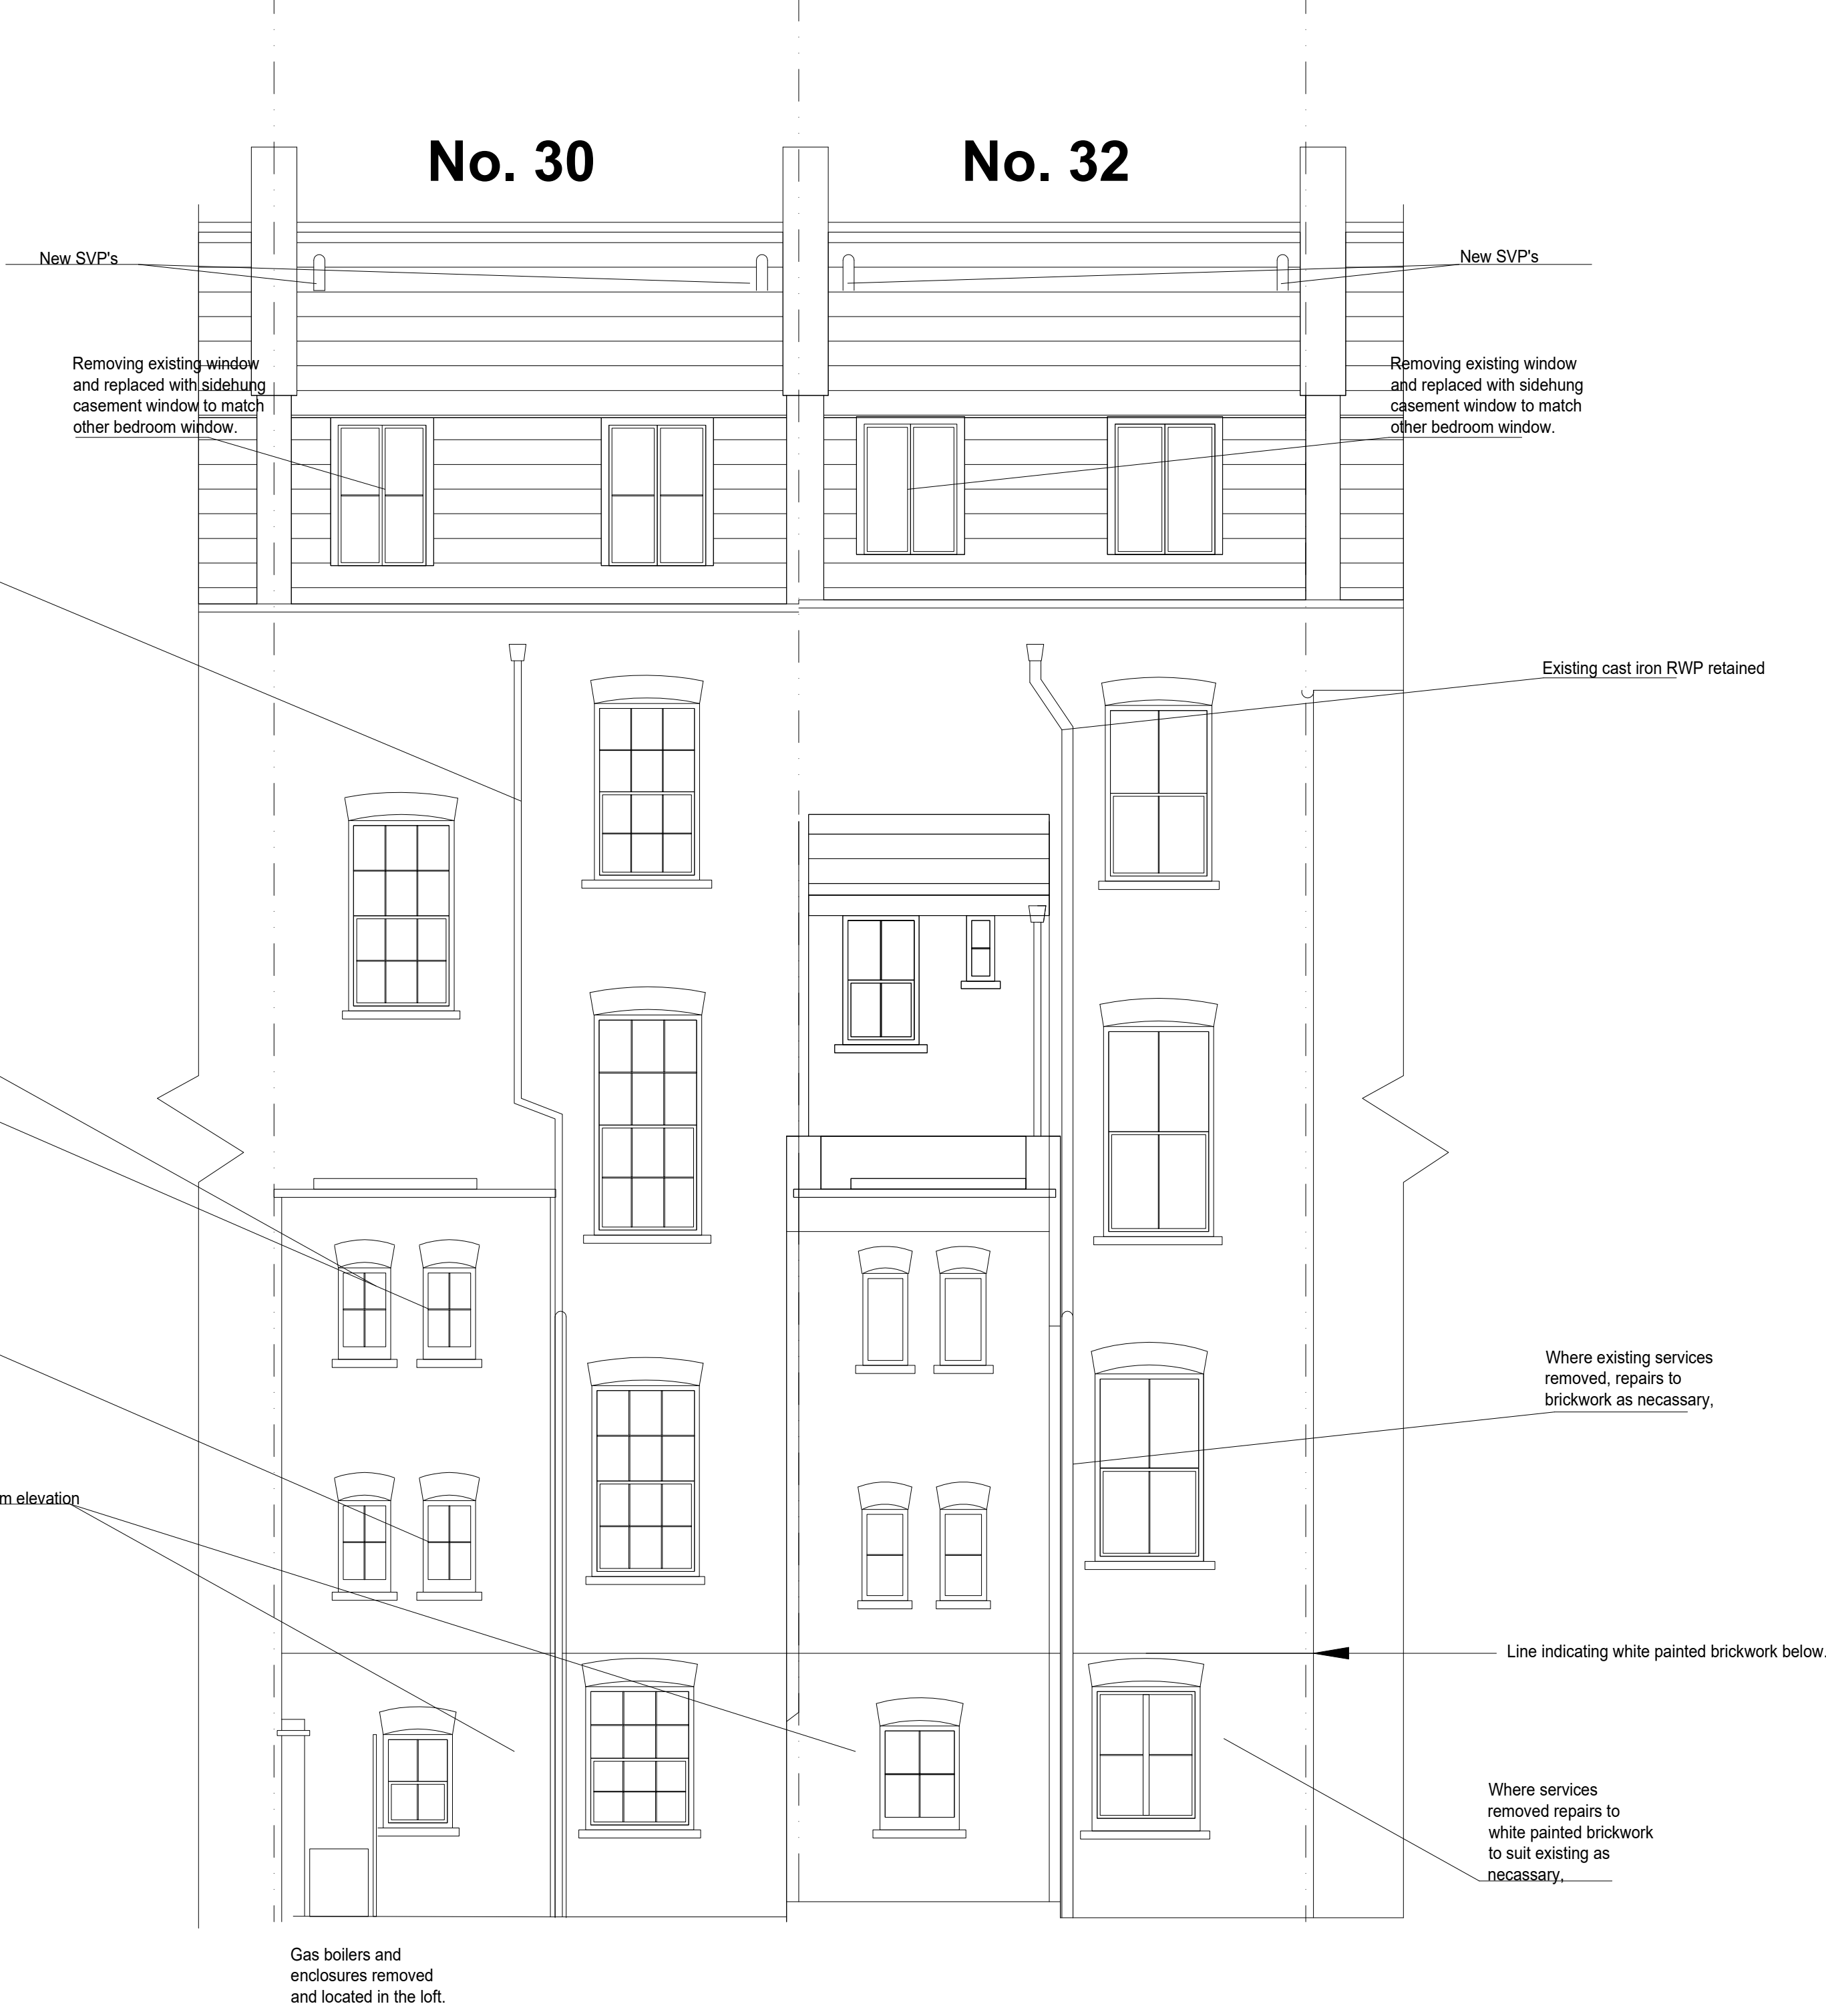 No. 30
No. 32
New SVP's
New SVP's
Removing existing window
and replaced with sidehung
casement window to match
other bedroom window.
Removing existing window
and replaced with sidehung
casement window to match
other bedroom window.
Existing cast iron RWP retained
Where existing services
removed, repairs to
brickwork as necassary,
m elevation
Line indicating white painted brickwork below.
Where services
removed repairs to
white painted brickwork
to suit existing as
necassary,
Gas boilers and
enclosures removed
and located in the loft.